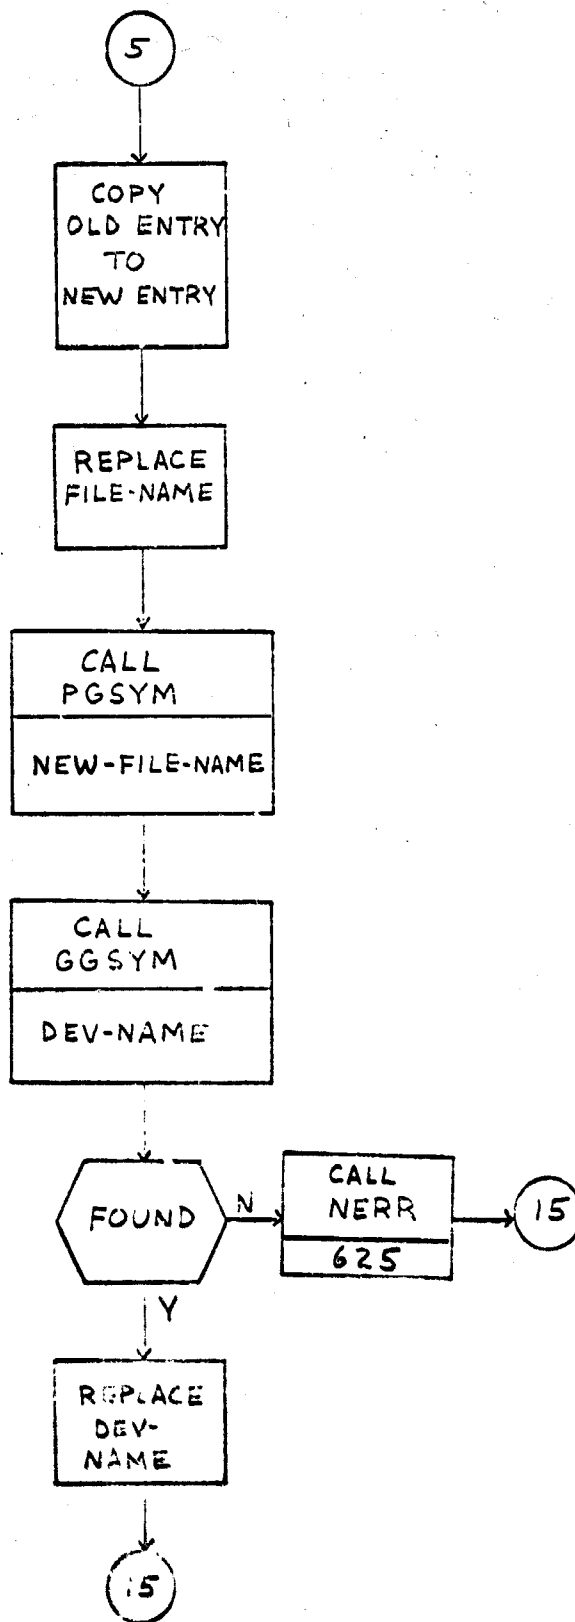 5
COPY
OLD ENTRY
TO
NEW ENTRY
REPLACE
FILE-NAME
CALL
PGSYM
NEW-FILE-NAME
CALL
GGSYM
DEV-NAME
FOUND
N
CALL
NERR
625
15
Y
REPLACE
DEV-
NAME
15